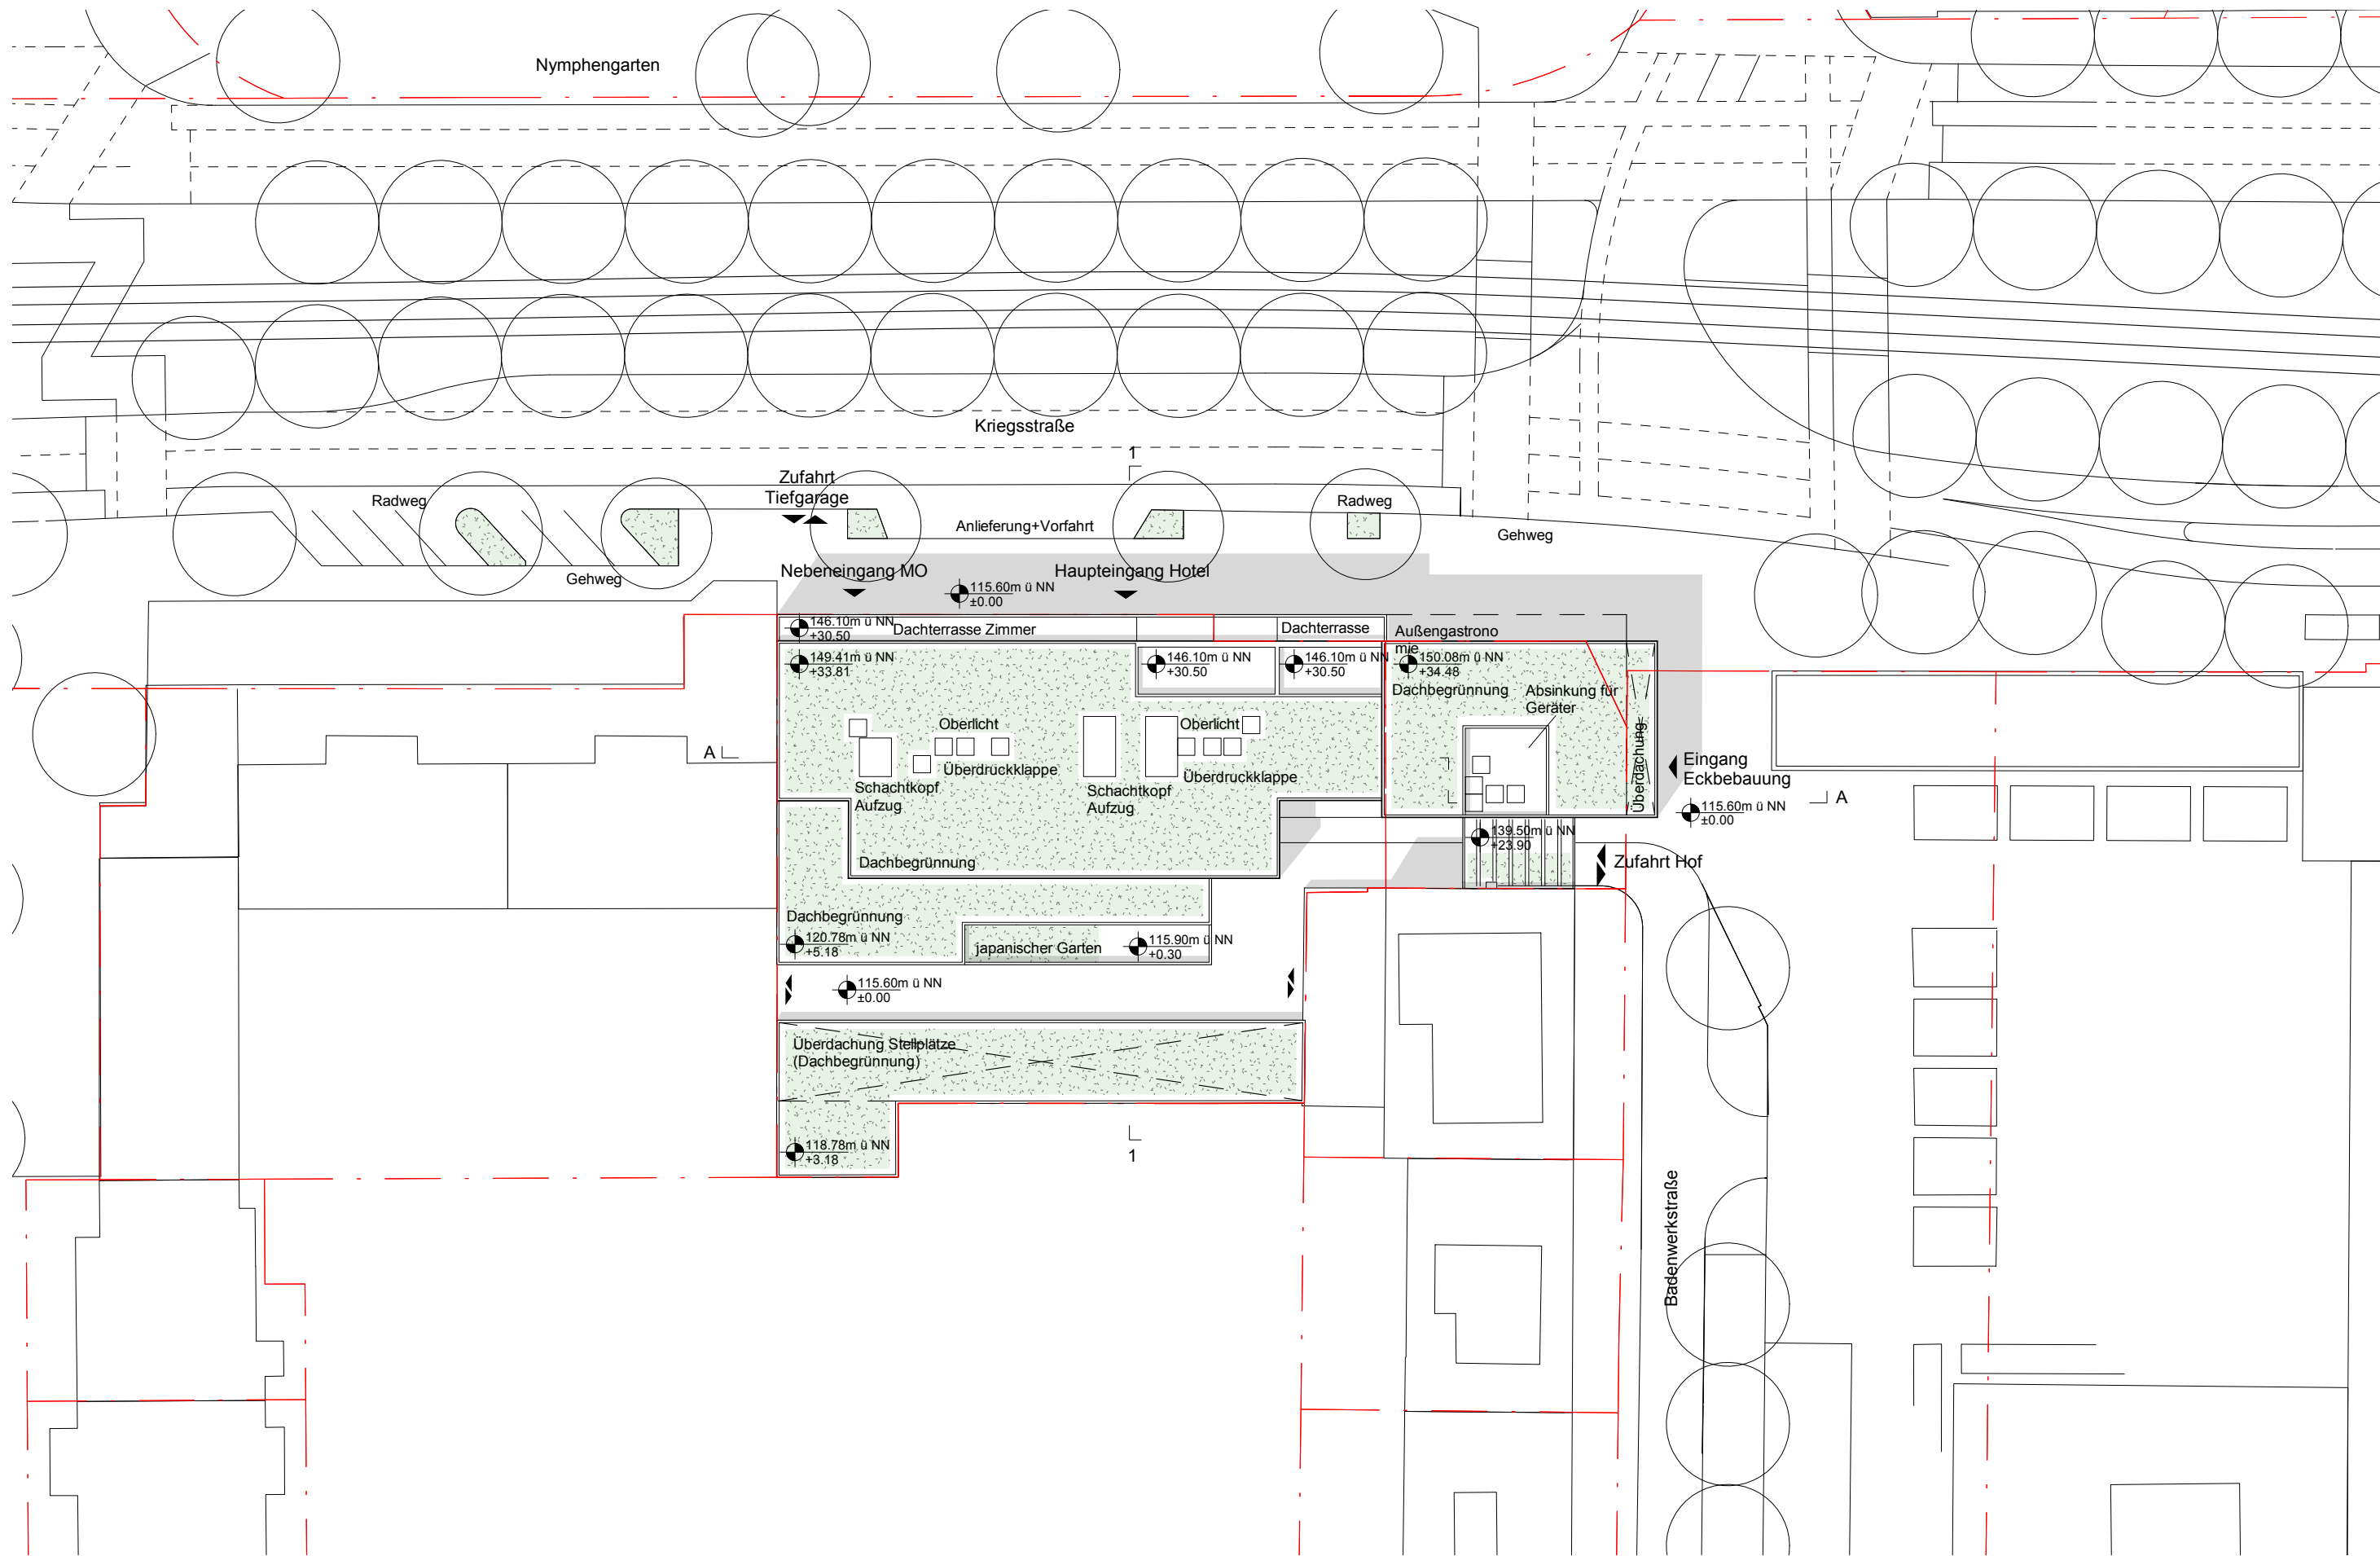 Nymphengarten
Kriegsstraße
1
Zufahrt
Tiefgarage
Radweg
Radweg
Anlieferung+Vorfahrt
Gehweg
Gehweg
Nebeneingang MO
Haupteingang Hotel
115.60m ü NN
±0.00
146.10m ü NN
+30.50
Dachterrasse Zimmer
Dachterrasse
Außengastrono
mie
149.41m ü NN
+33.81
146.10m ü NN
+30.50
146.10m ü NN
+30.50
150.08m ü NN
+34.48
Dachbegrünnung
Absinkung für
Geräter
Oberlicht
Oberlicht
Überdachung
A
Überdruckklappe
Überdruckklappe
Schachtkopf
Aufzug
Schachtkopf
Aufzug
Eingang
Eckbebauung
115.60m ü NN
±0.00
A
139.50m ü NN
+23.90
Zufahrt Hof
Dachbegrünnung
Dachbegrünnung
120.78m ü NN
+5.18
japanischer Garten
115.90m ü NN
+0.30
115.60m ü NN
±0.00
Überdachung Stellplätze
(Dachbegrünnung)
118.78m ü NN
+3.18
1
Badenwerkstraße